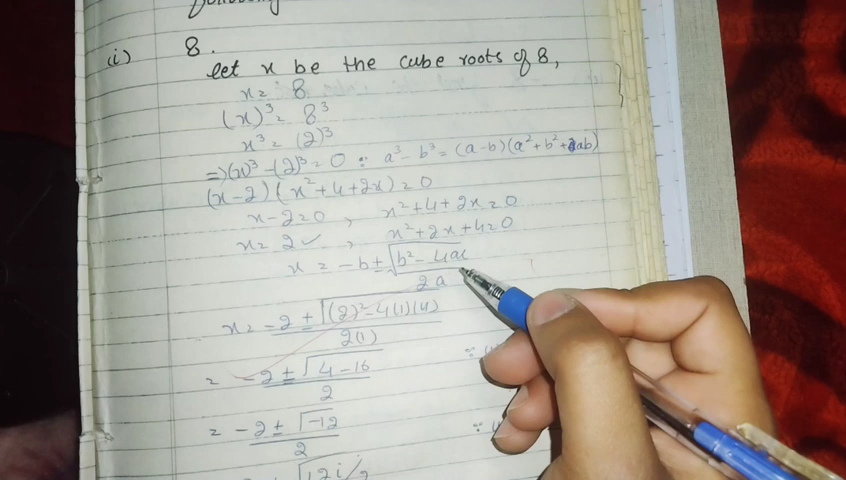 (i) 8.
let x be the cube roots of 8,
x = 8
(x)³ = 8³
x³ = (2)³
⇒ (x)³ - (2)³ = 0 ∵ a³ - b³ = (a-b)(a² + b² + ab)
(x-2)(x² + 4 + 2x) = 0
x-2 = 0 , x² + 4 + 2x = 0
x = 2 ✓ , x² + 2x + 4 = 0
x = -b ± √b² - 4ac / 2a
x = -2 ± √(2)² - 4(1)(4) / 2(1)
= -2 ± √4 - 16 / 2
= -2 ± √-12 / 2
√12i/2